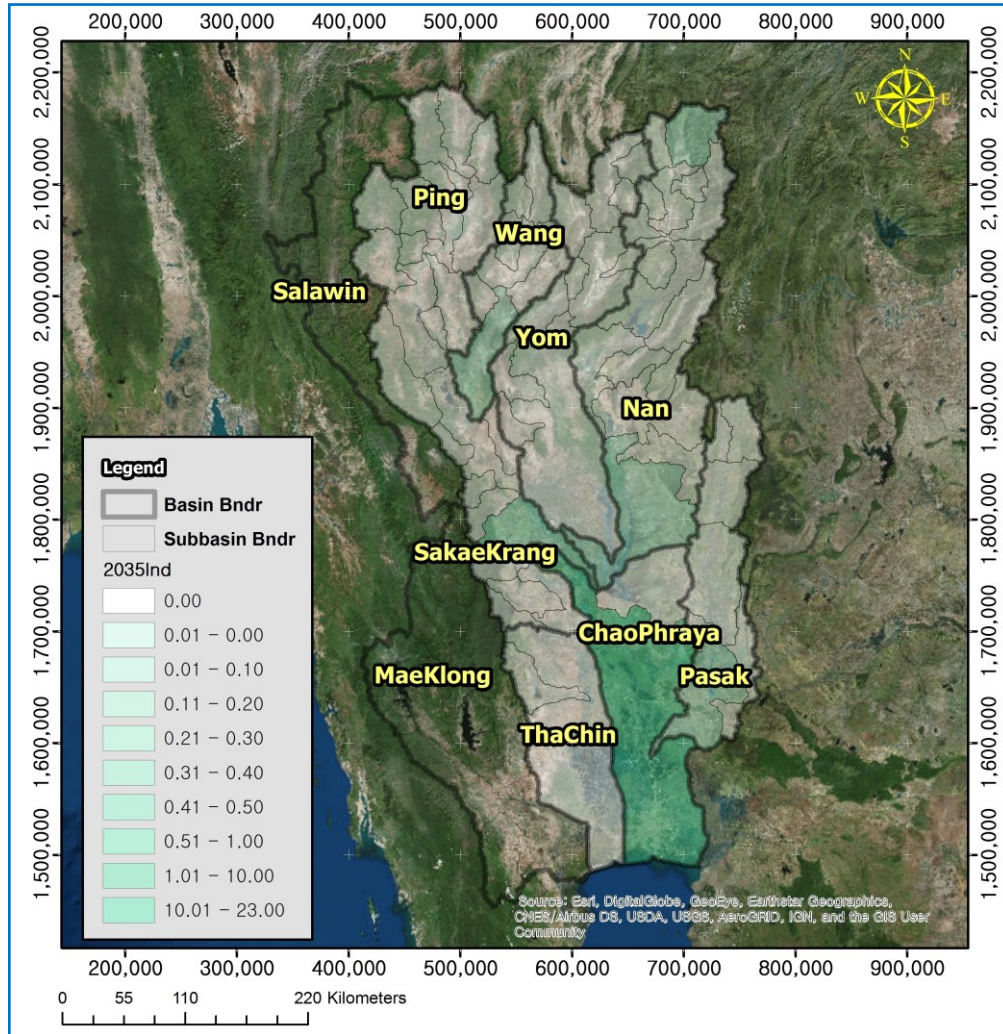 200,000 300,000 400,000 500,000 600,000 700,000 800,000 900,000
2,200,000
2,100,000
2,000,000
1,900,000
1,800,000
1,700,000
1,600,000
1,500,000
N
W E
S
Ping
Wang
Salawin
Yom
Nan
SakaeKrang
ChaoPhraya
MaeKlong
Pasak
ThaChin
Legend
Basin Bndr
Subbasin Bndr
2035Ind
0.00
0.01 - 0.00
0.01 - 0.10
0.11 - 0.20
0.21 - 0.30
0.31 - 0.40
0.41 - 0.50
0.51 - 1.00
1.01 - 10.00
10.01 - 23.00
Source: Esri, DigitalGlobe, GeoEye, Earthstar Geographics,
CNES/Airbus DS, USDA, USGS, AeroGRID, IGN, and the GIS User
Community
2,200,000
2,100,000
2,000,000
1,900,000
1,800,000
1,700,000
1,600,000
1,500,000
200,000 300,000 400,000 500,000 600,000 700,000 800,000 900,000
0 55 110 220 Kilometers